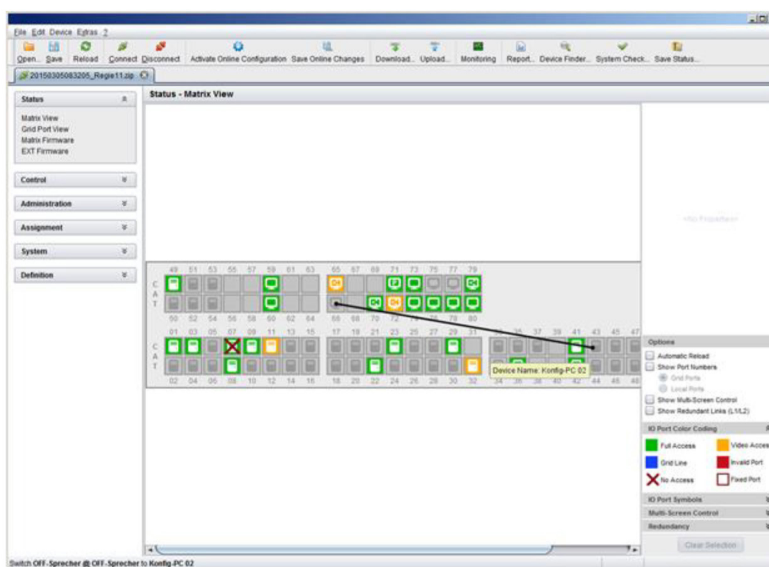 File Edit Device Extras ?
Open... Save Reload Connect Disconnect Activate Online Configuration Save Online Changes Download... Upload... Monitoring Report... Device Finder... System Check... Save Status...
20150305083205_Regie11.zip
Status
Status - Matrix View
Matrix View
Grid Port View
Matrix Firmware
EXT Firmware
Control
Administration
Assignment
System
Definition
<No Properties>
49 51 53 55 57 59 61 63 65 67 69 71 73 75 77 79
CAT
50 52 54 56 58 60 62 64 66 68 70 72 74 76 78 80
01 03 05 07 09 11 13 15 17 19 21 23 25 27 29 31 33 35 37 39 41 43 45 47
CAT
02 04 06 08 10 12 14 16 18 20 22 24 26 28 30 32 34 36 38 40 42 44 46 48
Device Name: Konfig-PC 02
Options
Automatic Reload
Show Port Numbers
Grid Ports
Local Ports
Show Multi-Screen Control
Show Redundant Links (L1/L2)
IO Port Color Coding
Full Access Video Access
Grid Line Invalid Port
No Access Fixed Port
IO Port Symbols
Multi-Screen Control
Redundancy
Clear Selection
Switch OFF-Sprecher @ OFF-Sprecher to Konfig-PC 02